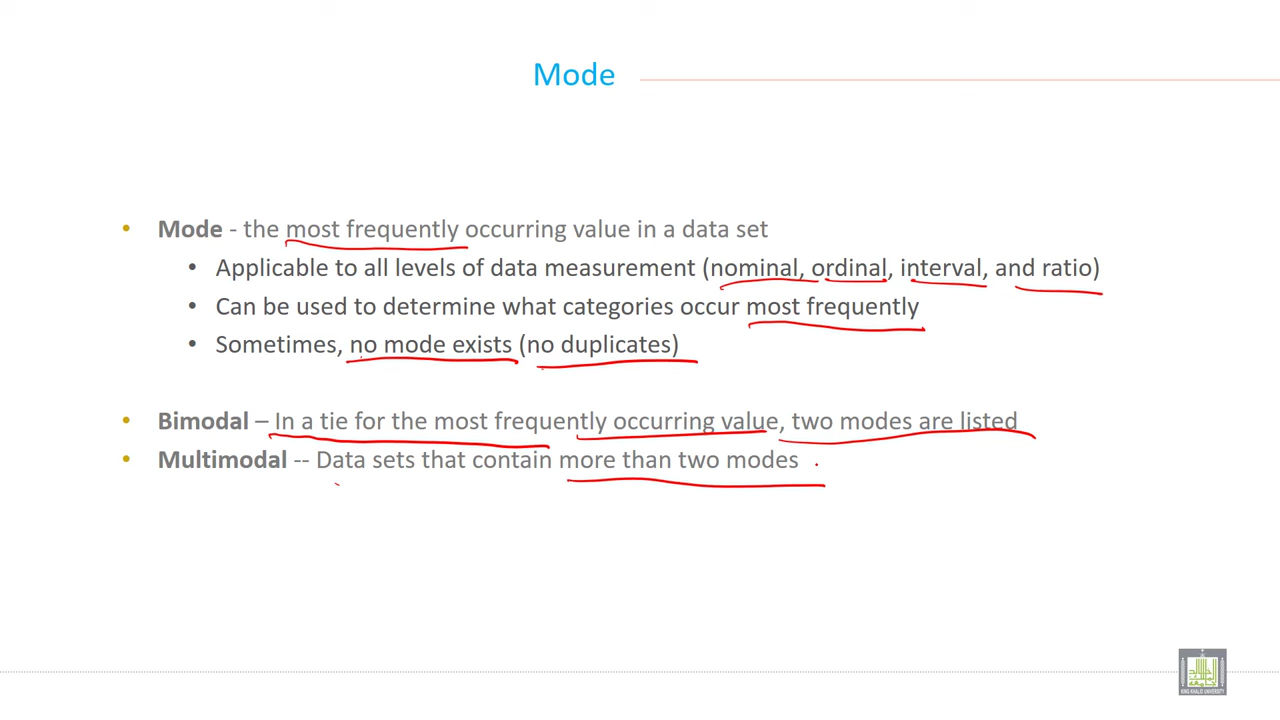 Mode
• Mode - the most frequently occurring value in a data set
• Applicable to all levels of data measurement (nominal, ordinal, interval, and ratio)
• Can be used to determine what categories occur most frequently
• Sometimes, no mode exists (no duplicates)
• Bimodal – In a tie for the most frequently occurring value, two modes are listed
• Multimodal -- Data sets that contain more than two modes
KING KHALID UNIVERSITY